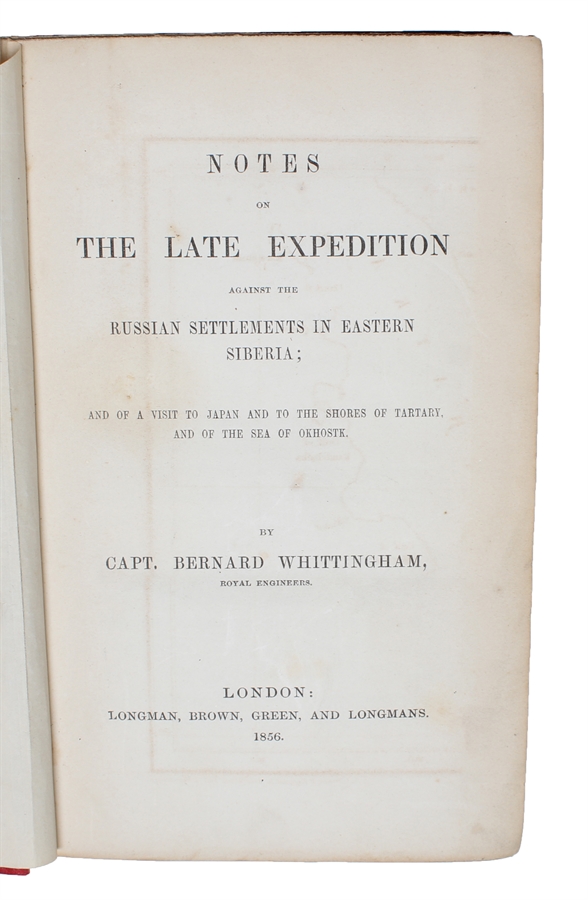 NOTES
ON
THE LATE EXPEDITION
AGAINST THE
RUSSIAN SETTLEMENTS IN EASTERN
SIBERIA;
AND OF A VISIT TO JAPAN AND TO THE SHORES OF TARTARY,
AND OF THE SEA OF OKHOSTK.
BY
CAPT. BERNARD WHITTINGHAM,
ROYAL ENGINEERS.
LONDON:
LONGMAN, BROWN, GREEN, AND LONGMANS.
1856.